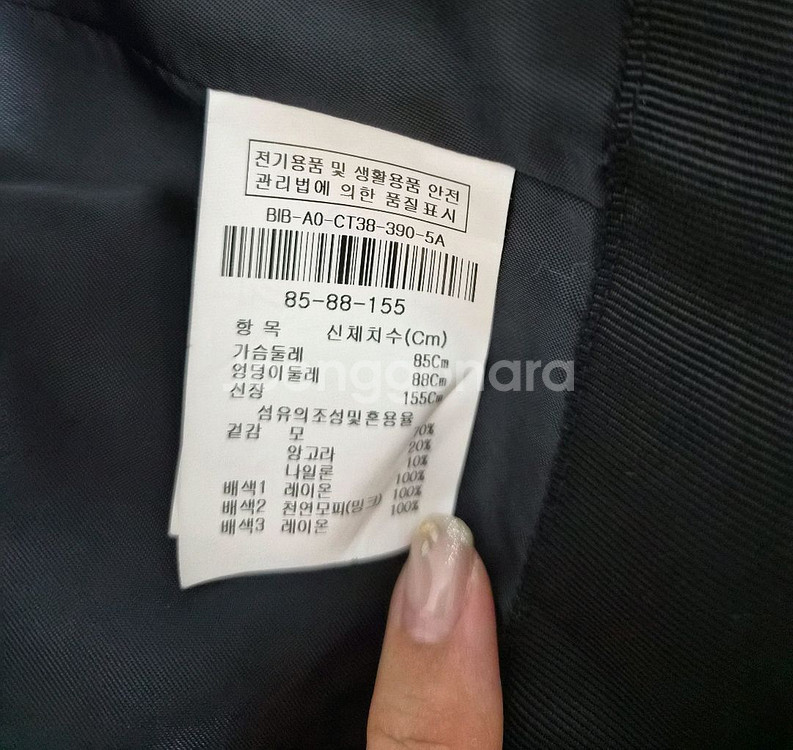 전기용품 및 생활용품 안전
관리법에 의한 품질표시
BIB-A0-CT38-390-5A
85-88-155
항 목 신체치수(Cm)
가슴둘레 85Cm
엉덩이둘레 88Cm
신장 155Cm
섬유의조성및혼용율
겉감 모 70%
앙고라 20%
나일론 10%
배색1 레이온 100%
배색2 천연모피(밍크) 100%
배색3 레이온 100%
joonggonara